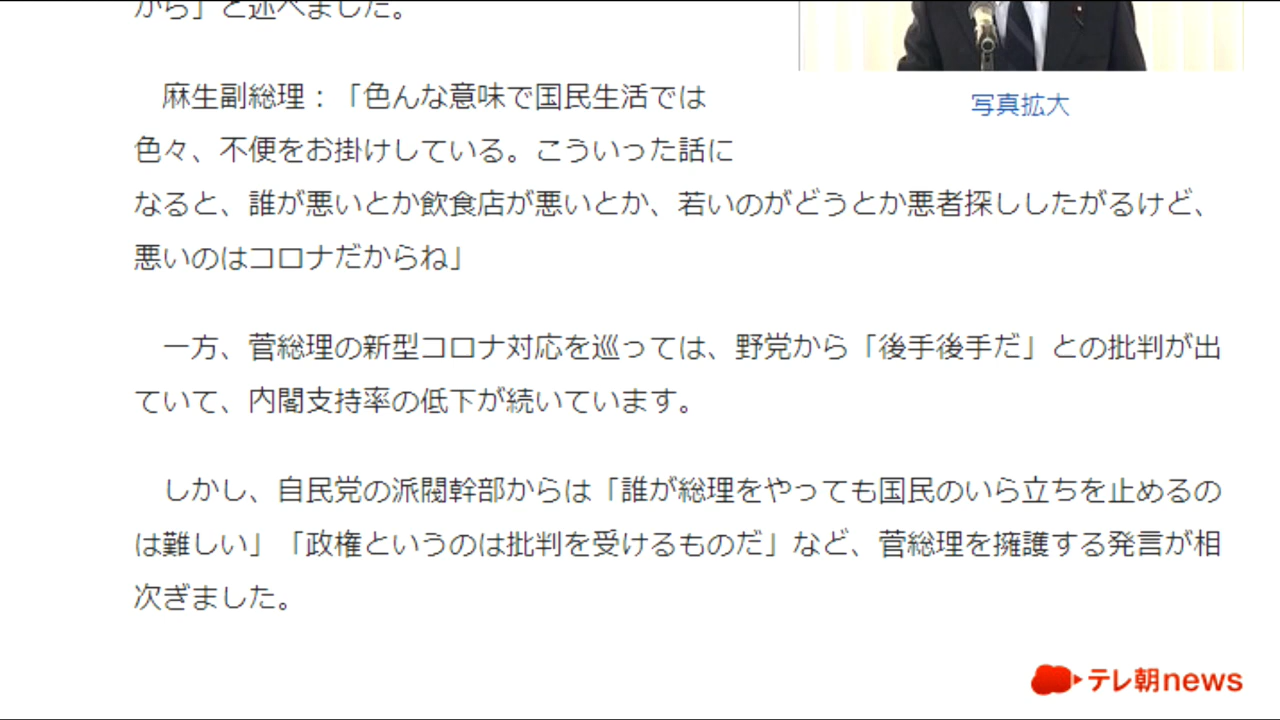 から」と述べました。
麻生副総理：「色んな意味で国民生活では
色々、不便をお掛けしている。こういった話に
なると、誰が悪いとか飲食店が悪いとか、若いのがどうとか悪者探ししたがるけど、
悪いのはコロナだからね」
写真拡大
一方、菅総理の新型コロナ対応を巡っては、野党から「後手後手だ」との批判が出
ていて、内閣支持率の低下が続いています。
しかし、自民党の派閥幹部からは「誰が総理をやっても国民のいら立ちを止めるの
は難しい」「政権というのは批判を受けるものだ」など、菅総理を擁護する発言が相
次ぎました。
テレ朝news